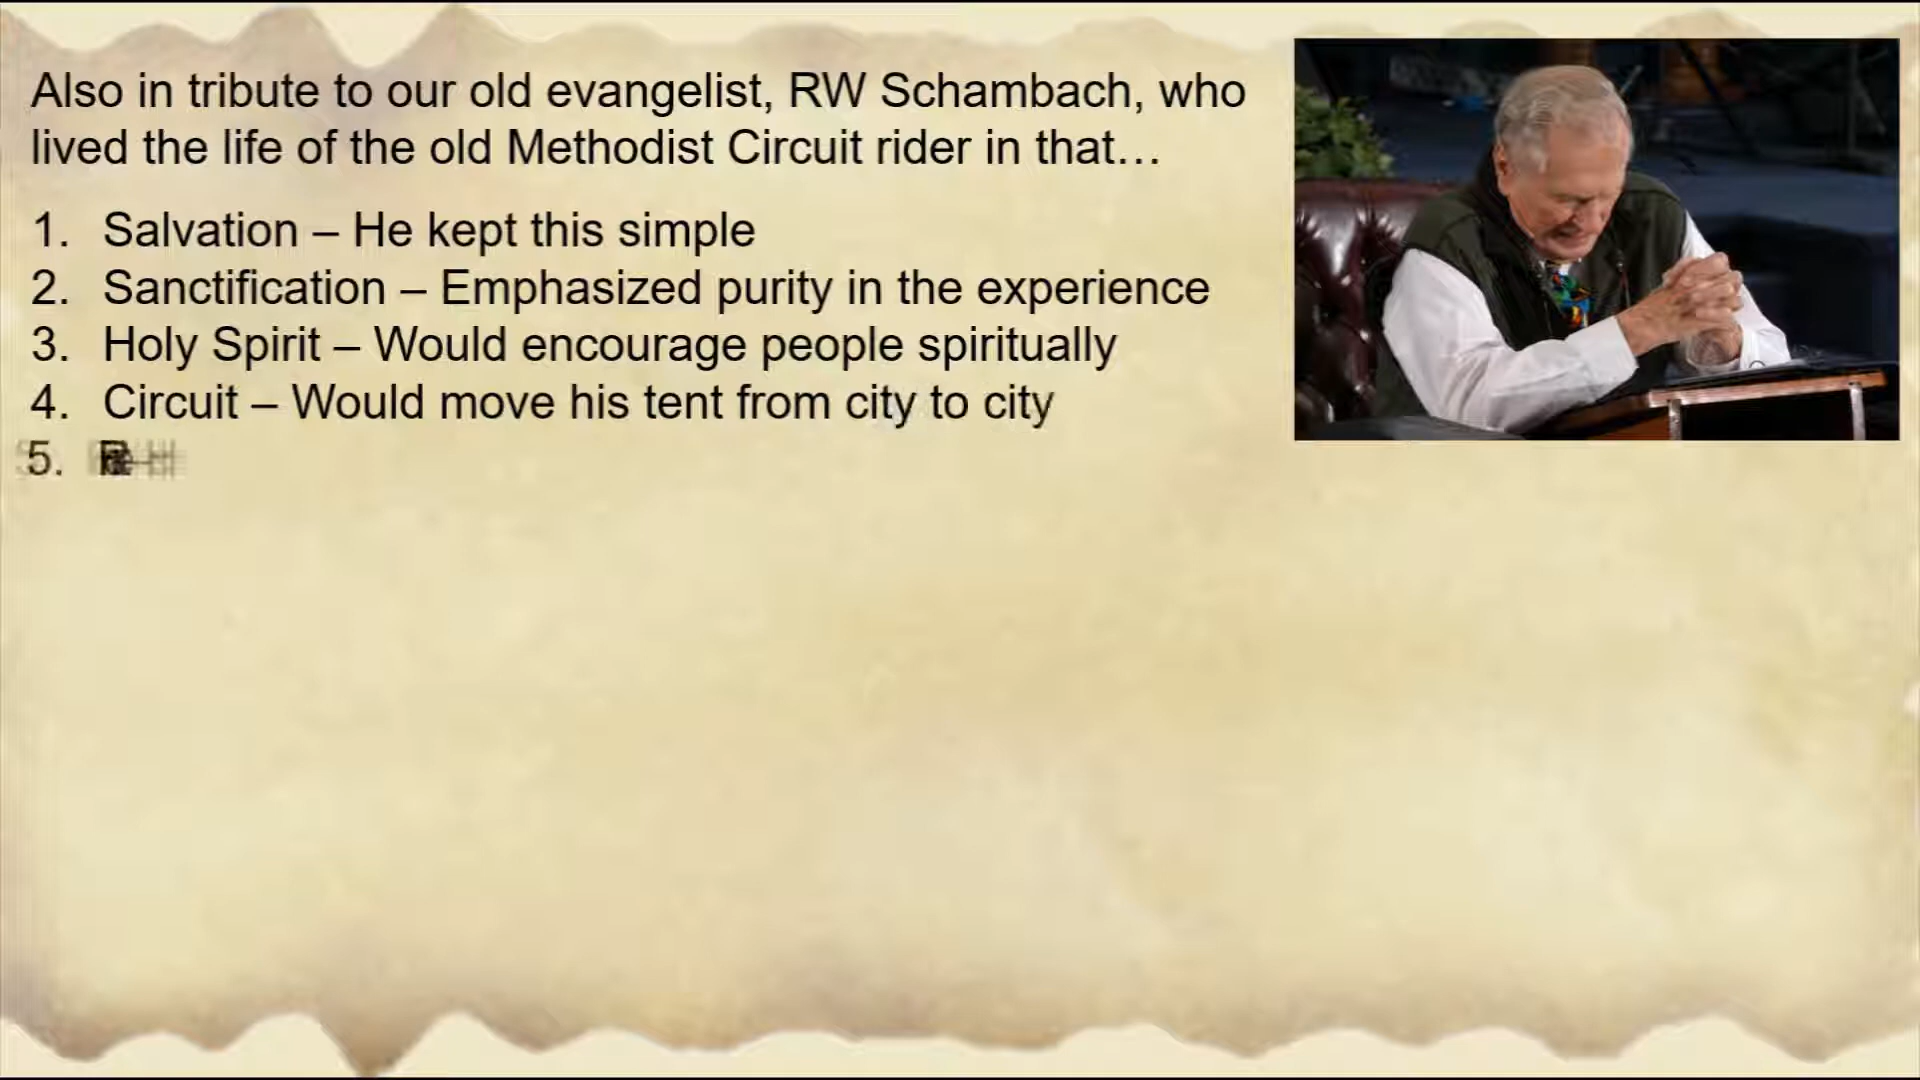 Also in tribute to our old evangelist, RW Schambach, who
lived the life of the old Methodist Circuit rider in that…
1. Salvation – He kept this simple
2. Sanctification – Emphasized purity in the experience
3. Holy Spirit – Would encourage people spiritually
4. Circuit – Would move his tent from city to city
5.